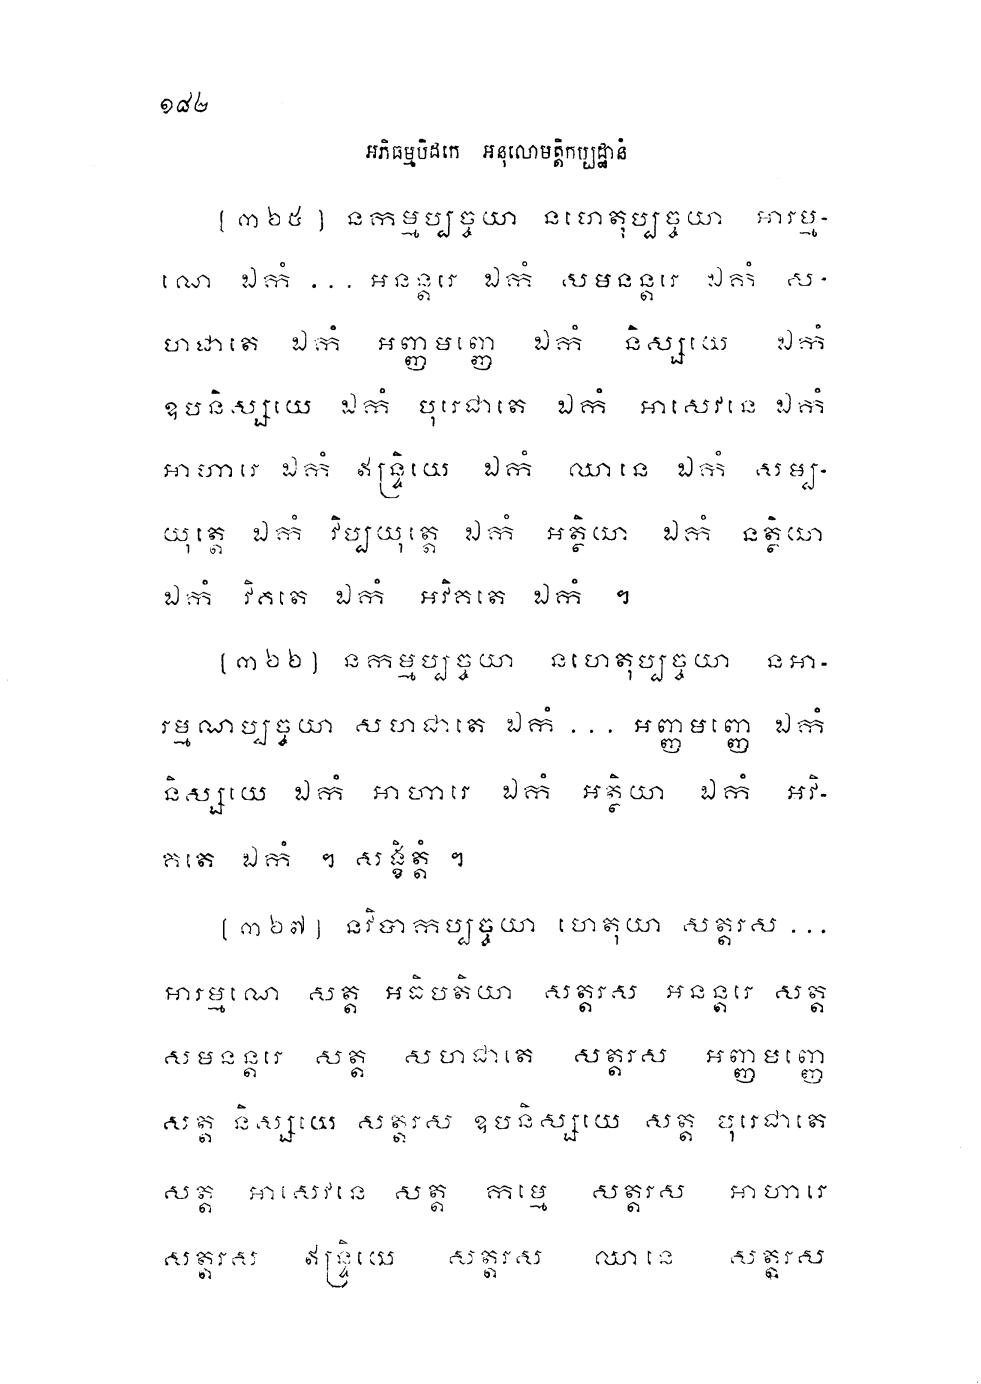 ១៨២
អភិធម្មបិដកេ អនុលោមត្តិកប្បដ្ឋានំ
[៣៦៥] នកម្មប្បច្ចយា នហេតុប្បច្ចយា អារម្ម-
ណេ ឯកំ ... អនន្តរេ ឯកំ សមនន្តរេ ឯកំ ស-
ហជាតេ ឯកំ អញ្ញមញ្ញេ ឯកំ និស្សយេ ឯកំ
ឧបនិស្សយេ ឯកំ បុរេជាតេ ឯកំ អាសេវនេ ឯកំ
អាហារេ ឯកំ ឥន្ទ្រិយេ ឯកំ ឈានេ ឯកំ សម្ប-
យុត្តេ ឯកំ វិប្បយុត្តេ ឯកំ អត្ថិយា ឯកំ នត្ថិយា
ឯកំ វិគតេ ឯកំ អវិគតេ ឯកំ ។
[៣៦៦] នកម្មប្បច្ចយា នហេតុប្បច្ចយា នអា-
រម្មណប្បច្ចយា សហជាតេ ឯកំ ... អញ្ញមញ្ញេ ឯកំ
និស្សយេ ឯកំ អាហារេ ឯកំ អត្ថិយា ឯកំ អវិ-
គតេ ឯកំ ។ សង្ខិត្តំ ។
[៣៦៧] នវិបាកប្បច្ចយា ហេតុយា សត្តរស ...
អារម្មណេ សត្ត អធិបតិយា សត្តរស អនន្តរេ សត្ត
សមនន្តរេ សត្ត សហជាតេ សត្តរស អញ្ញមញ្ញេ
សត្ត និស្សយេ សត្តរស ឧបនិស្សយេ សត្ត បុរេជាតេ
សត្ត អាសេវនេ សត្ត កម្មេ សត្តរស អាហារេ
សត្តរស ឥន្ទ្រិយេ សត្តរស ឈានេ សត្តរស